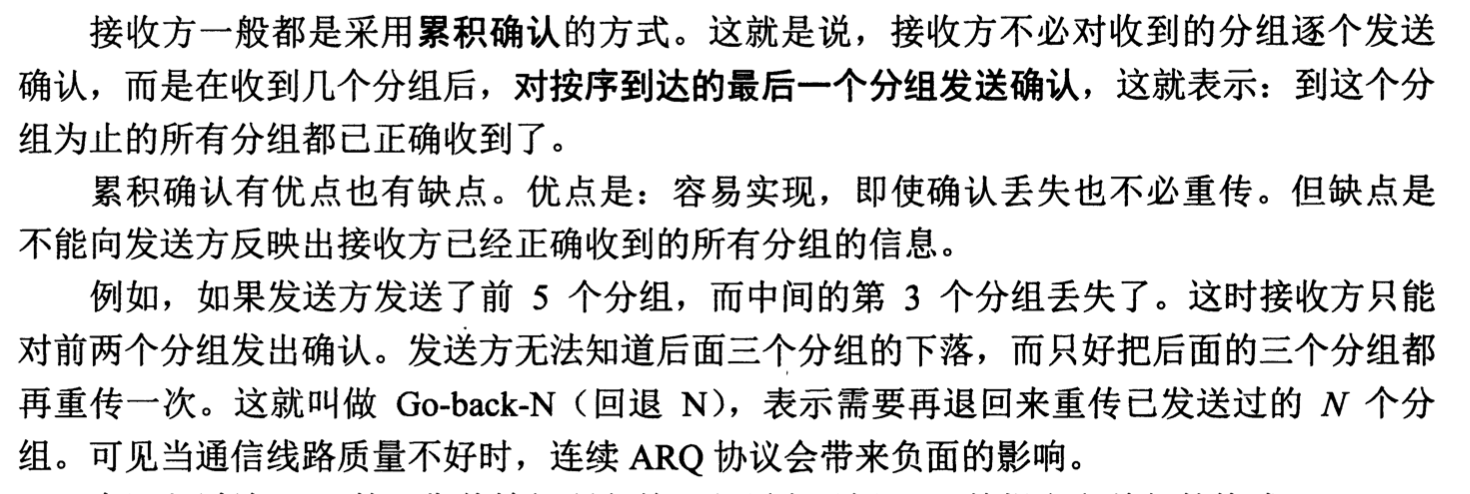 接收方一般都是采用累积确认的方式。这就是说，接收方不必对收到的分组逐个发送
确认，而是在收到几个分组后，对按序到达的最后一个分组发送确认，这就表示：到这个分
组为止的所有分组都已正确收到了。
累积确认有优点也有缺点。优点是：容易实现，即使确认丢失也不必重传。但缺点是
不能向发送方反映出接收方已经正确收到的所有分组的信息。
例如，如果发送方发送了前 5 个分组，而中间的第 3 个分组丢失了。这时接收方只能
对前两个分组发出确认。发送方无法知道后面三个分组的下落，而只好把后面的三个分组都
再重传一次。这就叫做 Go-back-N（回退 N），表示需要再退回来重传已发送过的 N 个分
组。可见当通信线路质量不好时，连续 ARQ 协议会带来负面的影响。